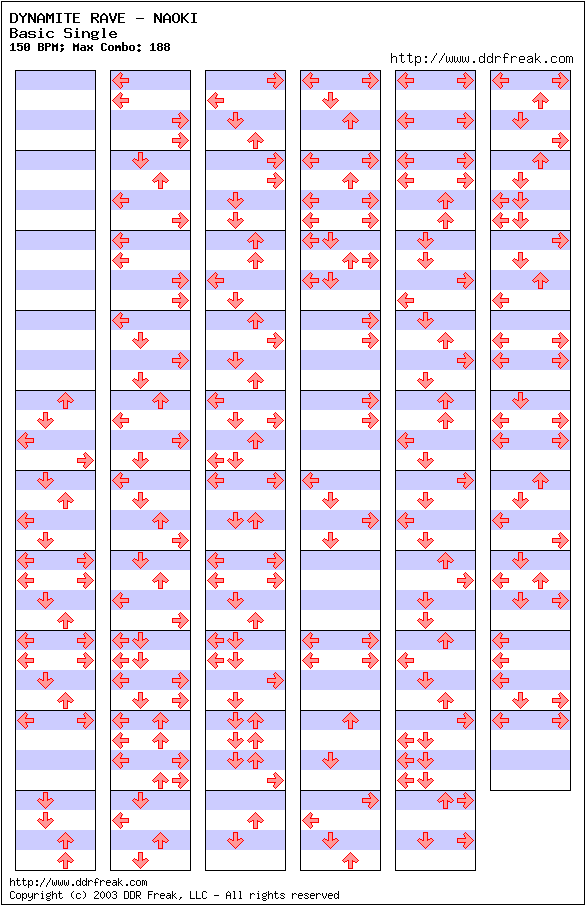 DYNAMITE RAVE - NAOKI
Basic Single
150 BPM; Max Combo: 188
http://www.ddrfreak.com
http://www.ddrfreak.com
Copyright (c) 2003 DDR Freak, LLC - All rights reserved